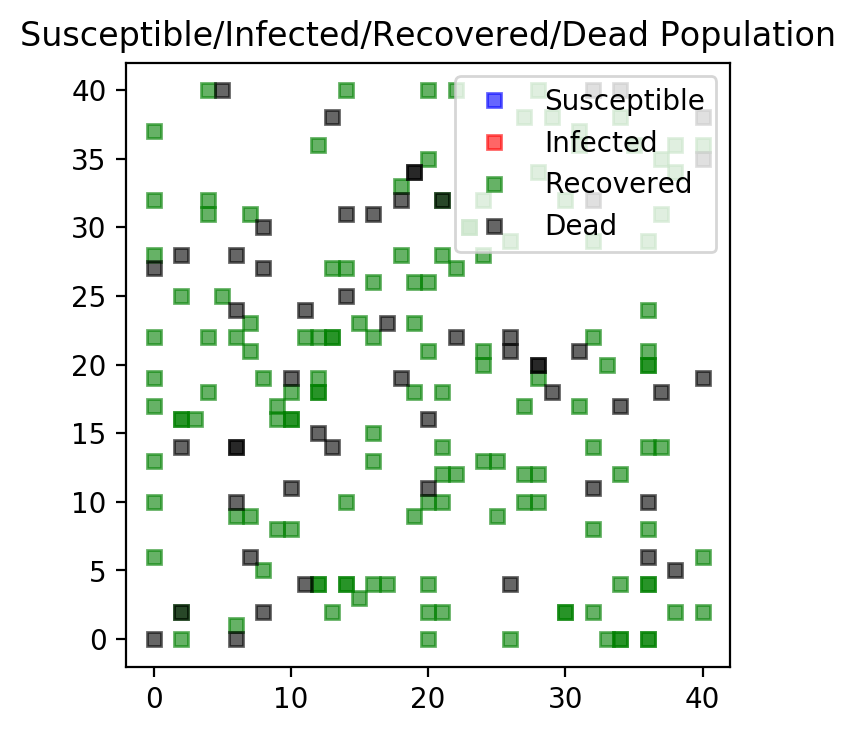 Susceptible/Infected/Recovered/Dead Population
40
35
30
25
20
15
10
5
0
Susceptible
Infected
Recovered
Dead
0 10 20 30 40